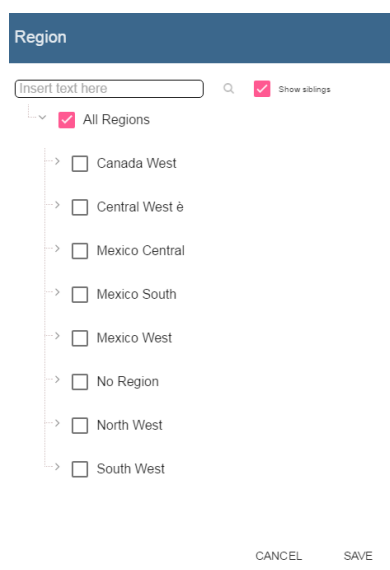 Region
Insert text here
Show siblings
All Regions
Canada West
Central West è
Mexico Central
Mexico South
Mexico West
No Region
North West
South West
CANCEL SAVE